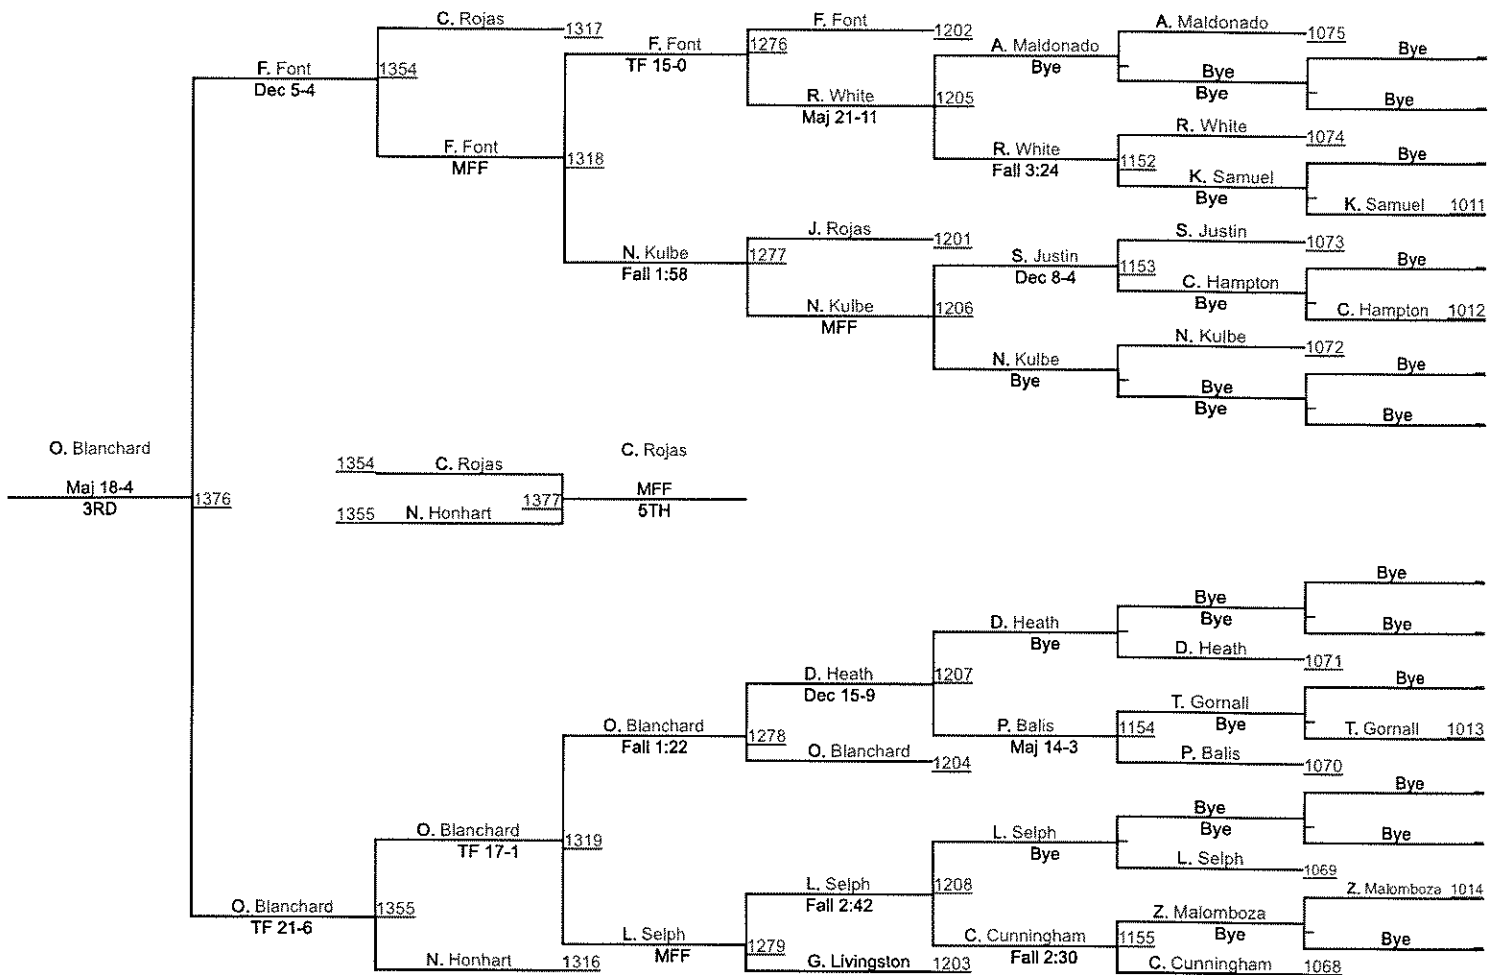 C. Rojas 1317
F. Font 1202
A. Maldonado 1075
Bye
F. Font 1276
TF 15-0
A. Maldonado
Bye
F. Font 1354
Dec 5-4
Bye
Bye
Bye
R. White 1205
Maj 21-11
R. White 1074
F. Font 1318
MFF
R. White 1152
Fall 3:24
Bye
K. Samuel
Bye
K. Samuel 1011
J. Rojas 1201
S. Justin 1073
N. Kulbe 1277
Fall 1:58
S. Justin 1153
Dec 8-4
Bye
C. Hampton
Bye
N. Kulbe 1206
MFF
C. Hampton 1012
N. Kulbe 1072
N. Kulbe
Bye
Bye
Bye
Bye
Bye
O. Blanchard
Maj 18-4
3RD
1376
1354 C. Rojas
1377
1355 N. Honhart
C. Rojas
MFF
5TH
Bye
Bye
Bye
Bye
D. Heath
Bye
D. Heath 1071
D. Heath 1207
Dec 15-9
Bye
T. Gornall
Bye
T. Gornall 1013
O. Blanchard 1278
Fall 1:22
P. Balis 1154
Maj 14-3
O. Blanchard 1204
P. Balis 1070
Bye
Bye
Bye
Bye
O. Blanchard 1319
TF 17-1
L. Selph
Bye
L. Selph 1069
L. Selph 1208
Fall 2:42
Z. Malomboza 1014
O. Blanchard 1355
TF 21-6
Z. Malomboza
Bye
Bye
L. Selph 1279
MFF
C. Cunningham 1155
Fall 2:30
N. Honhart 1316
G. Livingston 1203
C. Cunningham 1068